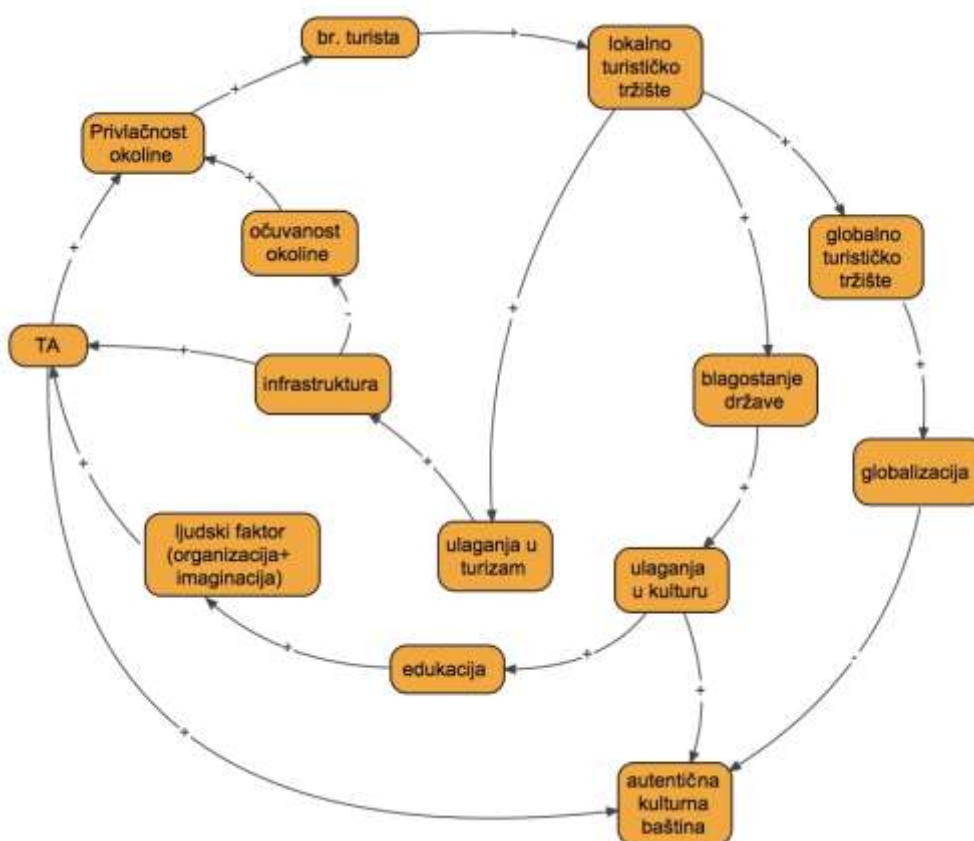 br. turista
+
lokalno
turističko
tržište
+
Privlačnost
okoline
+
+
očuvanost
okoline
+
+
globalno
turističko
tržište
+
+
-
TA
+
infrastruktura
blagostanje
države
+
globalizacija
+
+
+
ljudski faktor
(organizacija+
imaginacija)
ulaganja u
turizam
ulaganja
u kulturu
+
+
edukacija
-
+
+
autentična
kulturna
baština